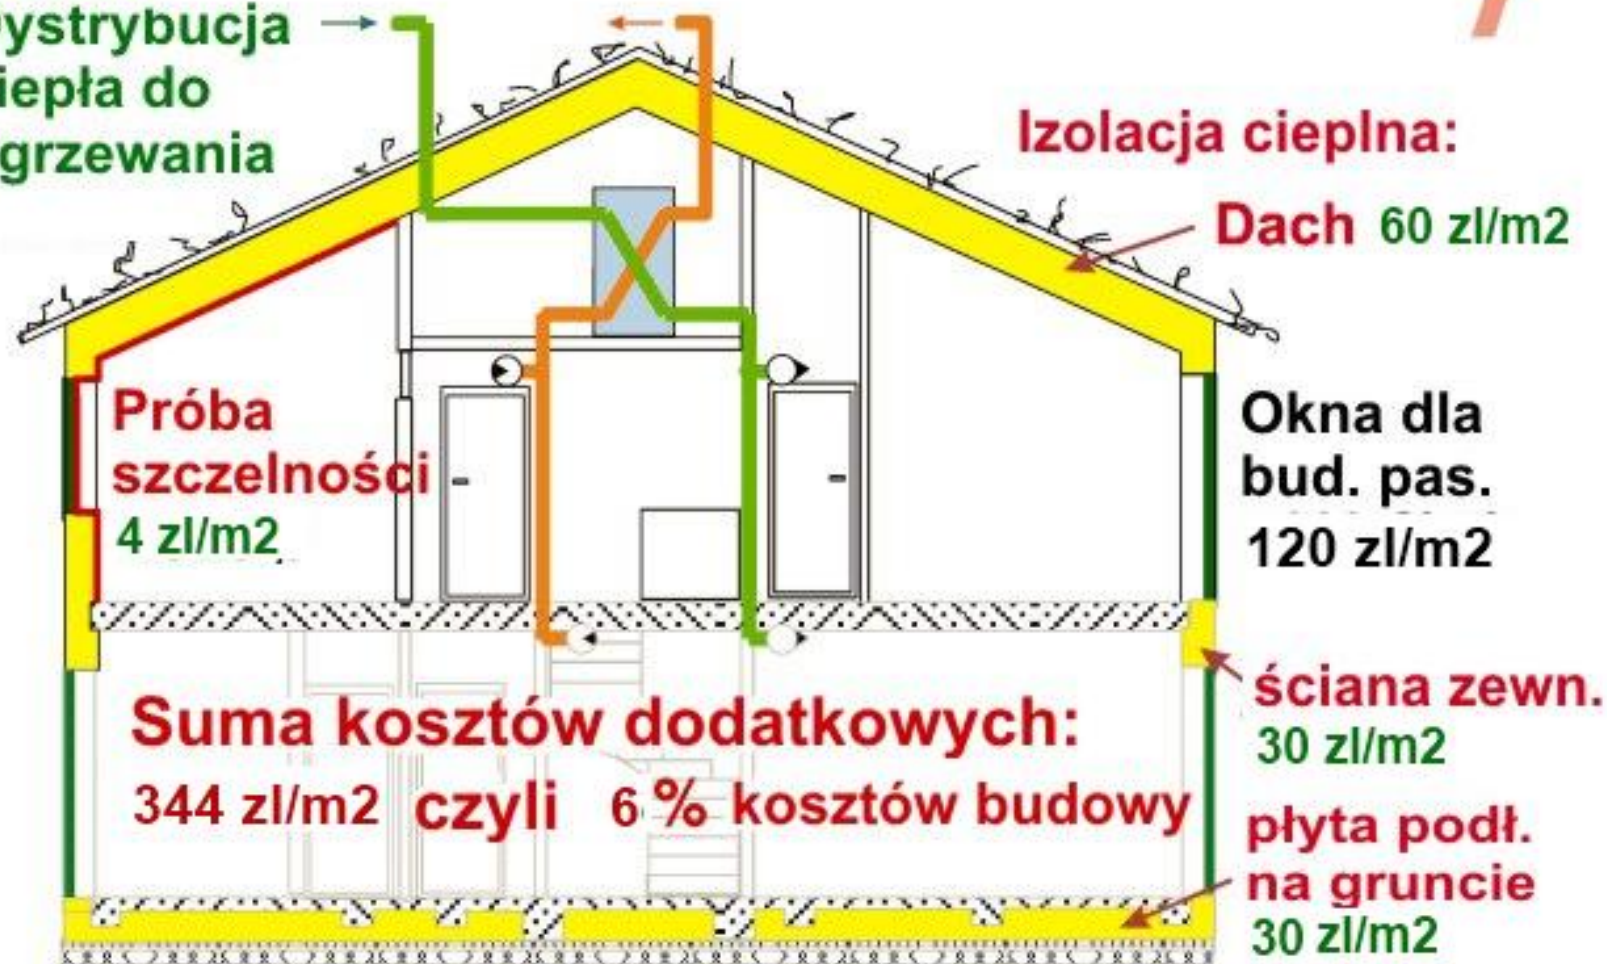 ystrybucja
iepła do
grzewania
Izolacja cieplna:
Dach 60 zl/m2
Próba
szczelności
4 zl/m2
Okna dla
bud. pas.
120 zl/m2
ściana zewn.
30 zl/m2
Suma kosztów dodatkowych:
344 zl/m2 czyli 6 % kosztów budowy
płyta podł.
na gruncie
30 zl/m2